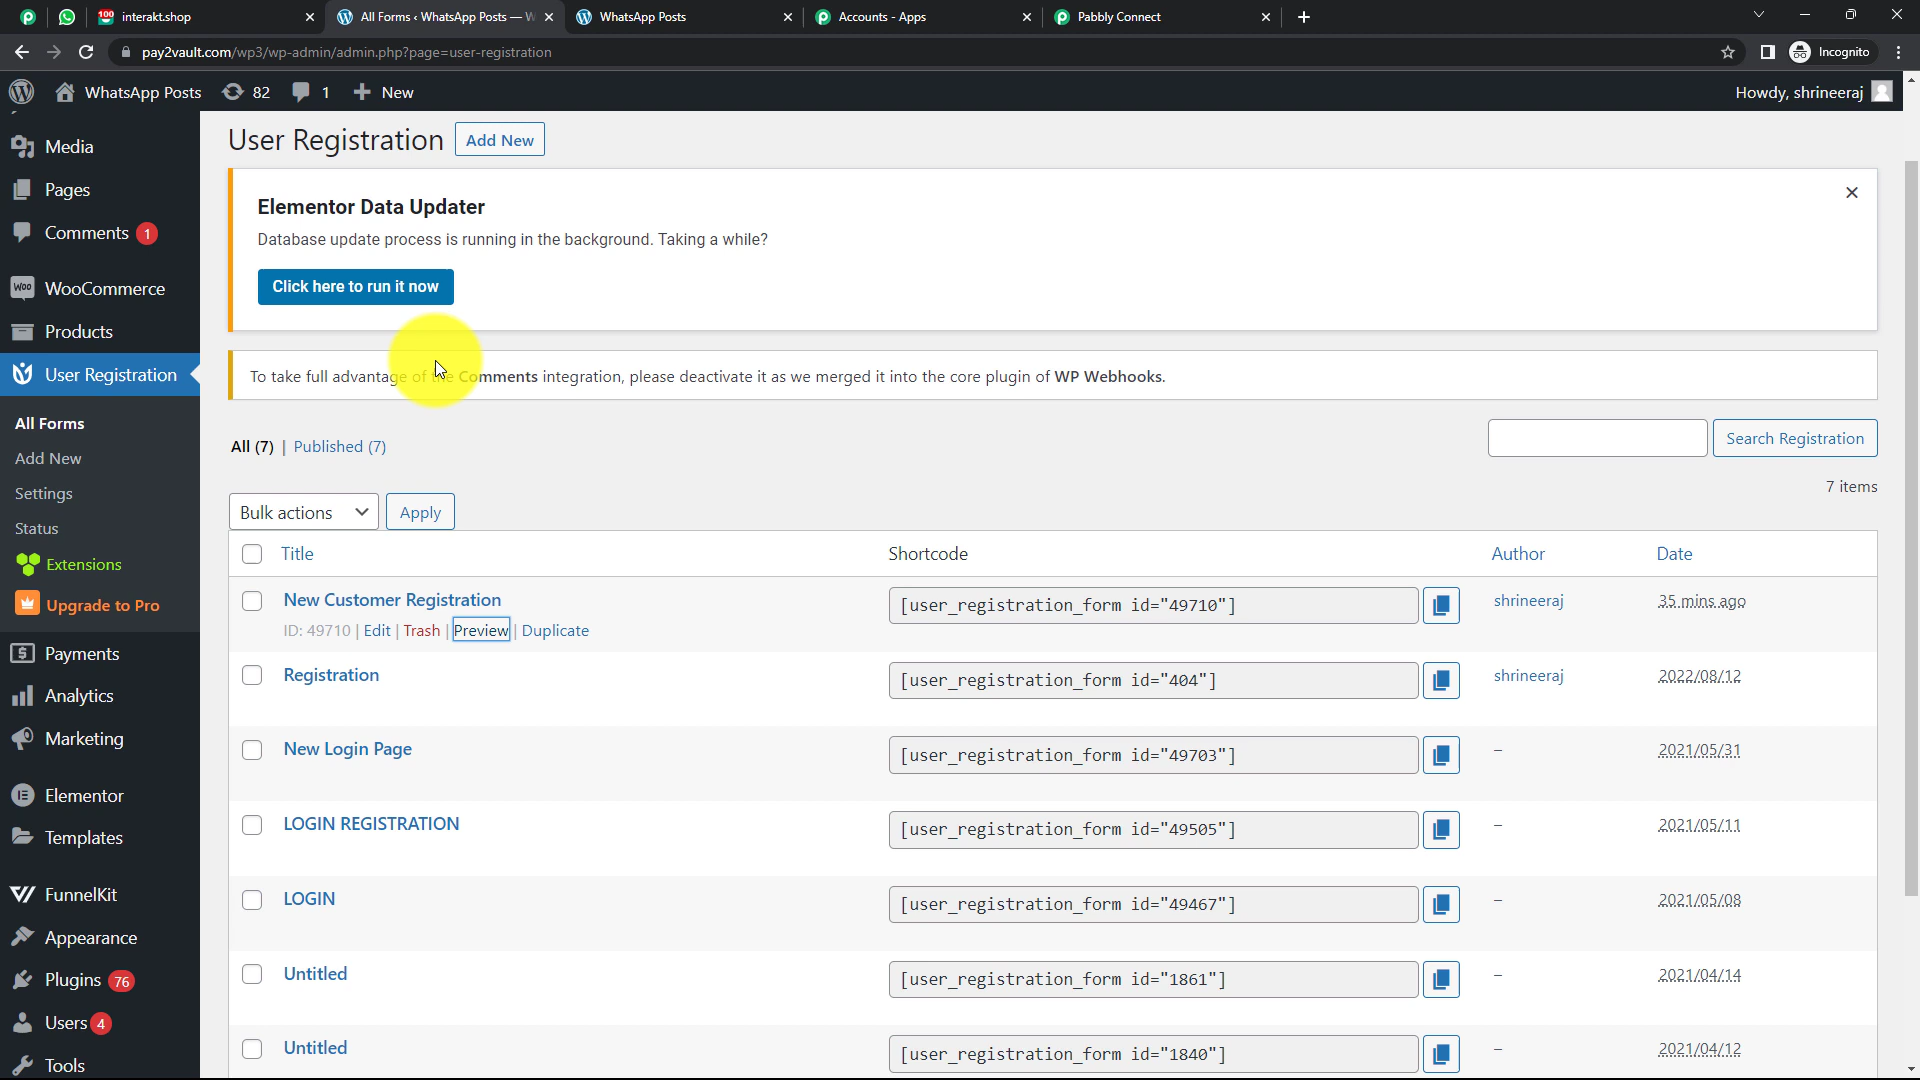 interakt.shop
All Forms ‹ WhatsApp Posts — W
WhatsApp Posts
Accounts - Apps
Pabbly Connect
pay2vault.com/wp3/wp-admin/admin.php?page=user-registration
Incognito
WhatsApp Posts
82
1
New
Howdy, shrineeraj
Media
Pages
Comments 1
WooCommerce
Products
User Registration
All Forms
Add New
Settings
Status
Extensions
Upgrade to Pro
Payments
Analytics
Marketing
Elementor
Templates
FunnelKit
Appearance
Plugins 76
Users 4
Tools
User Registration
Add New
Elementor Data Updater
Database update process is running in the background. Taking a while?
Click here to run it now
To take full advantage of the Comments integration, please deactivate it as we merged it into the core plugin of WP Webhooks.
All (7) | Published (7)
Search Registration
7 items
Bulk actions
Apply
Title Shortcode Author Date
New Customer Registration [user_registration_form id="49710"] shrineeraj 35 mins ago
ID: 49710 | Edit | Trash | Preview | Duplicate
Registration [user_registration_form id="404"] shrineeraj 2022/08/12
New Login Page [user_registration_form id="49703"] – 2021/05/31
LOGIN REGISTRATION [user_registration_form id="49505"] – 2021/05/11
LOGIN [user_registration_form id="49467"] – 2021/05/08
Untitled [user_registration_form id="1861"] – 2021/04/14
Untitled [user_registration_form id="1840"] – 2021/04/12